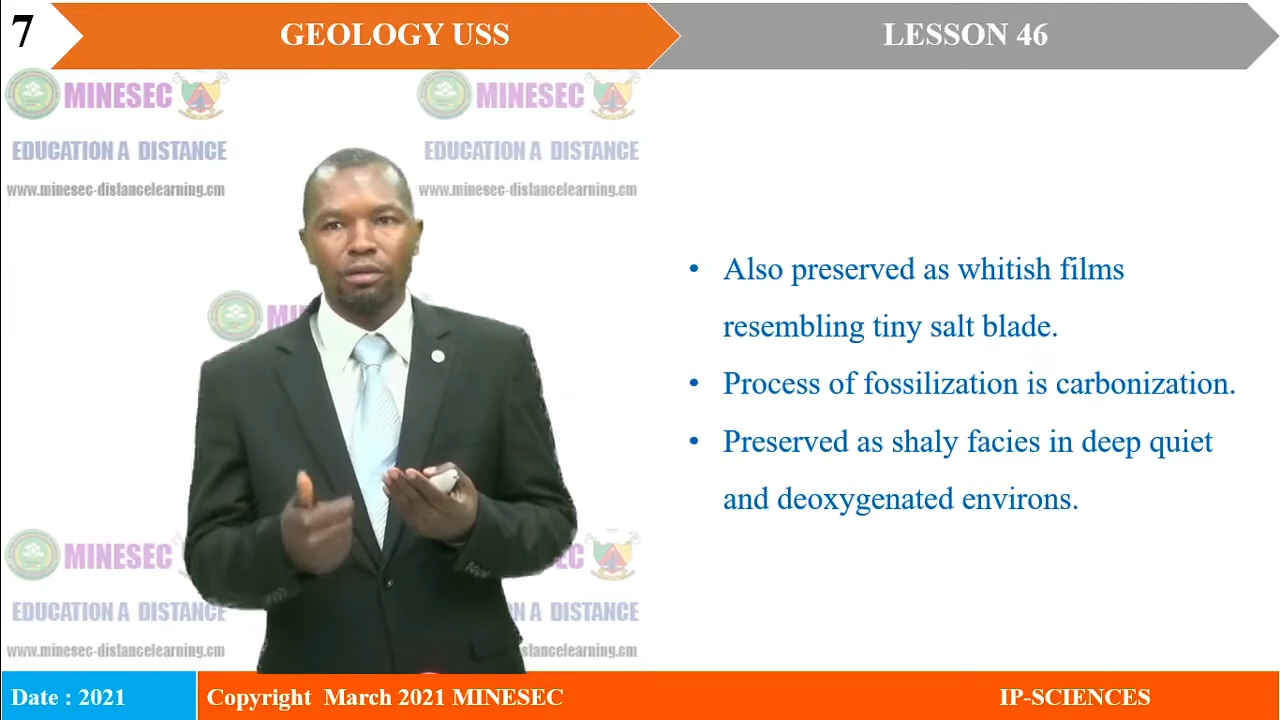 7
GEOLOGY USS
LESSON 46
MINESEC
MINESEC
EDUCATION A DISTANCE
EDUCATION A DISTANCE
www.minesec-distancelearning.cm
www.minesec-distancelearning.cm
• Also preserved as whitish films
resembling tiny salt blade.
• Process of fossilization is carbonization.
• Preserved as shaly facies in deep quiet
and deoxygenated environs.
MINESEC
EDUCATION A DISTANCE
N A DISTANCE
www.minesec-distancelearning.cm
stancelearning.cm
Date : 2021
Copyright March 2021 MINESEC
IP-SCIENCES